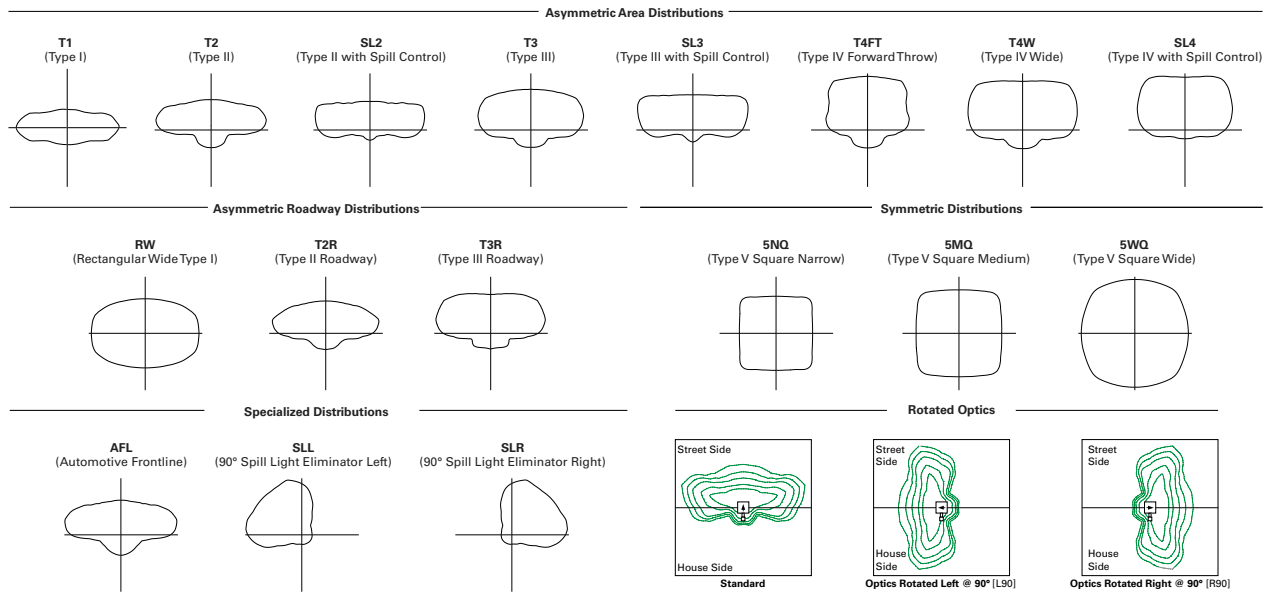 Asymmetric Area Distributions
T1
(Type I)
T2
(Type II)
SL2
(Type II with Spill Control)
T3
(Type III)
SL3
(Type III with Spill Control)
T4FT
(Type IV Forward Throw)
T4W
(Type IV Wide)
SL4
(Type IV with Spill Control)
Asymmetric Roadway Distributions
RW
(Rectangular Wide Type I)
T2R
(Type II Roadway)
T3R
(Type III Roadway)
Symmetric Distributions
5NQ
(Type V Square Narrow)
5MQ
(Type V Square Medium)
5WQ
(Type V Square Wide)
Specialized Distributions
AFL
(Automotive Frontline)
SLL
(90° Spill Light Eliminator Left)
SLR
(90° Spill Light Eliminator Right)
Rotated Optics
Street Side
House Side
Standard
Street
Side
House
Side
Optics Rotated Left @ 90° [L90]
Street
Side
House
Side
Optics Rotated Right @ 90° [R90]